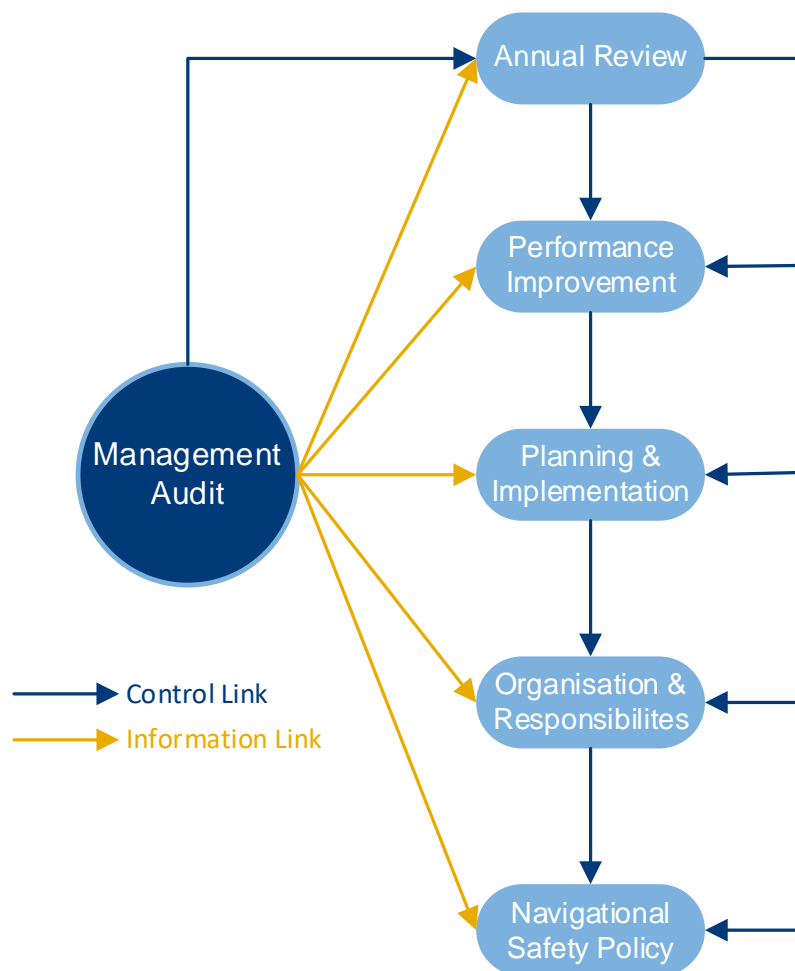 Annual Review
Performance
Improvement
Management
Audit
Planning &
Implementation
Control Link
Information Link
Organisation &
Responsibilites
Navigational
Safety Policy